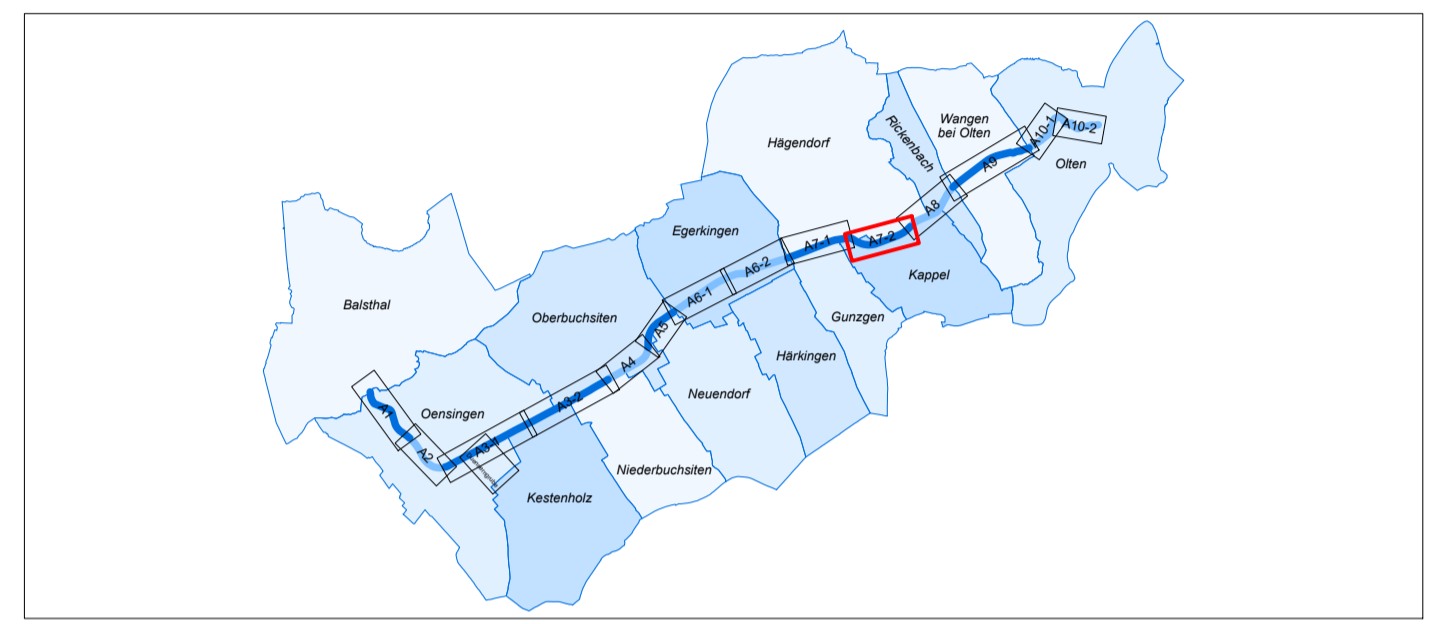 Hägendorf
Rickenbach
Wangen
bei Olten
A10-1
A10-2
Olten
A9
A8
Egerkingen
A7-1
A7-2
A6-2
Kappel
A6-1
Balsthal
Oberbuchsiten
Gunzgen
A5
Härkingen
A4
Neuendorf
A3-2
Oensingen
A1
A2
A3-1
Niederbuchsiten
Kestenholz